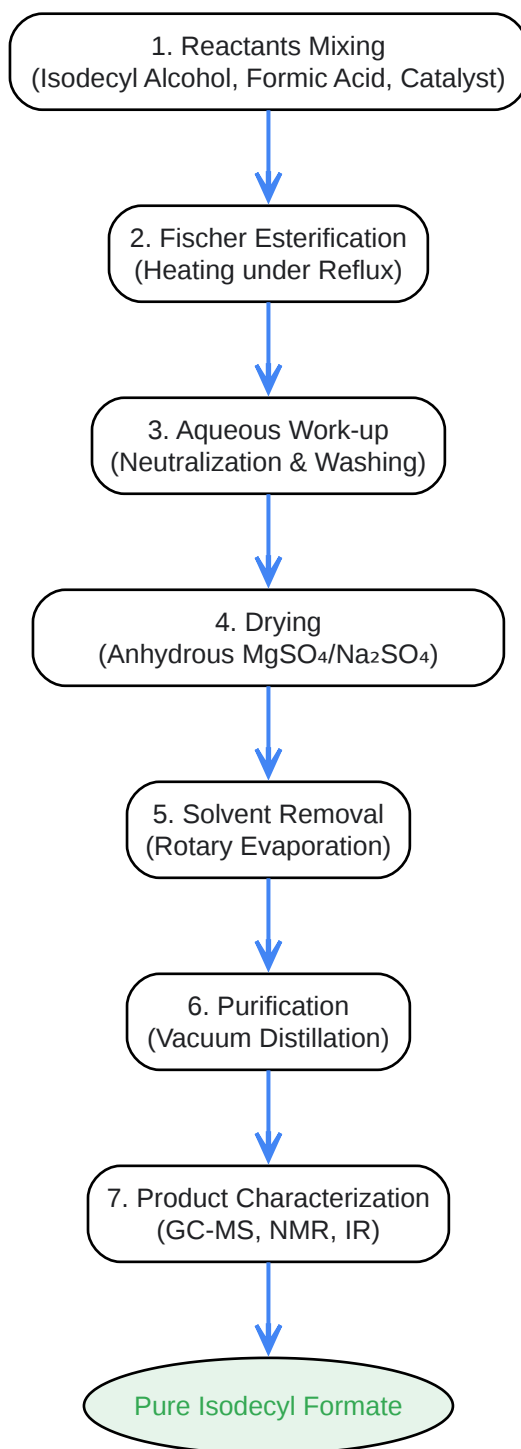 1. Reactants Mixing
(Isodecyl Alcohol, Formic Acid, Catalyst)
2. Fischer Esterification
(Heating under Reflux)
3. Aqueous Work-up
(Neutralization & Washing)
4. Drying
(Anhydrous MgSO₄/Na₂SO₄)
5. Solvent Removal
(Rotary Evaporation)
6. Purification
(Vacuum Distillation)
7. Product Characterization
(GC-MS, NMR, IR)
Pure Isodecyl Formate